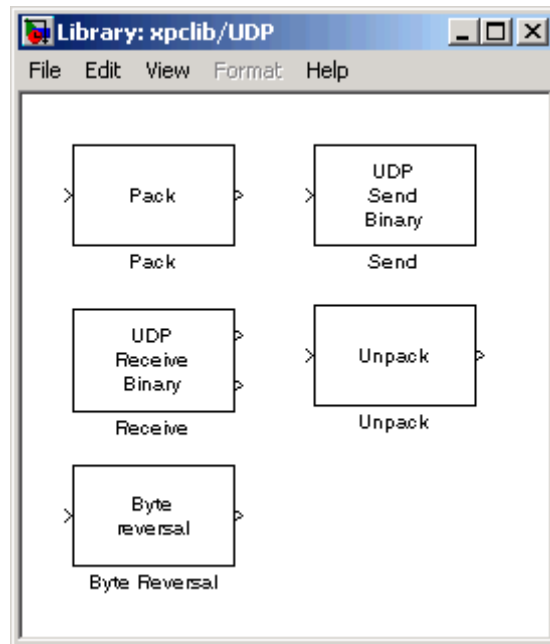 Library: xpclib/UDP
File Edit View Format Help
Pack
Pack
UDP
Send
Binary
Send
UDP
Receive
Binary
Receive
Unpack
Unpack
Byte
reversal
Byte Reversal